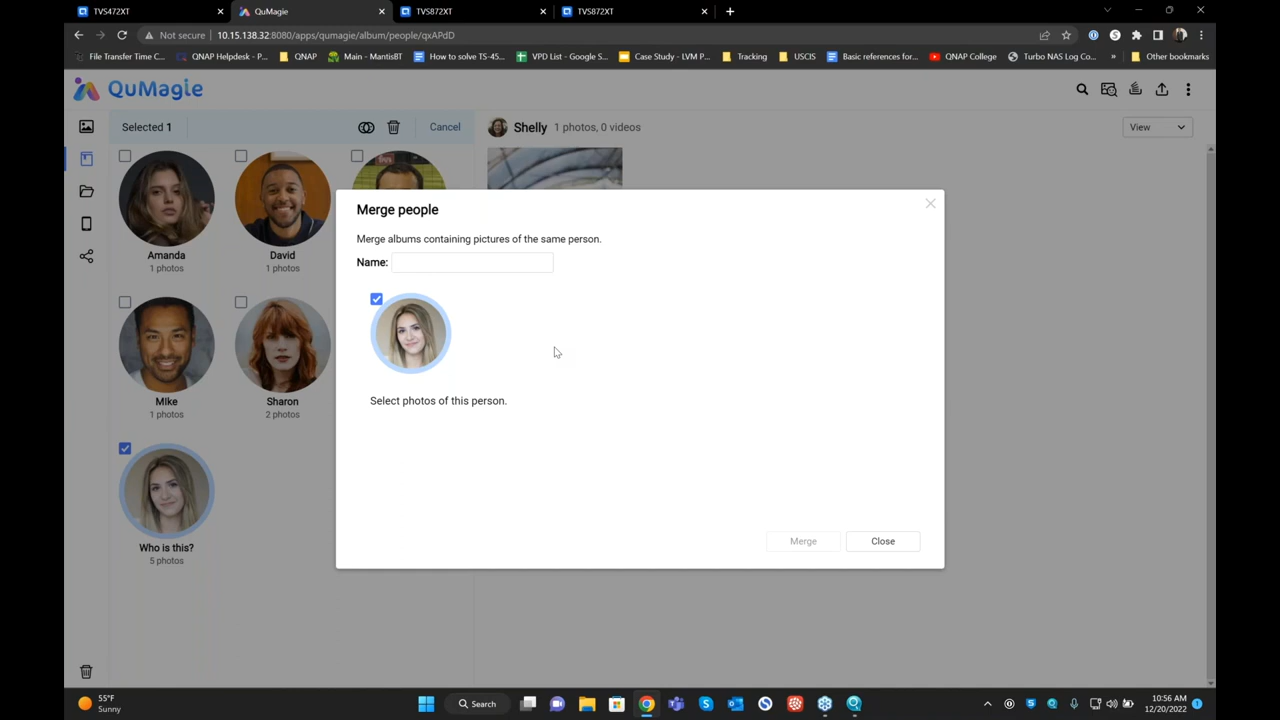 TVS472XT
QuMagie
TVS872XT
TVS872XT
Not secure 10.15.138.32:8080/apps/qumagie/album/people/qxAPdD
File Transfer Time C...
QNAP Helpdesk - P...
QNAP
Main - MantisBT
How to solve TS-45...
VPD List - Google S...
Case Study - LVM P...
Tracking
USCIS
Basic references for...
QNAP College
Turbo NAS Log Co...
»
Other bookmarks
QuMagie
Selected 1
Cancel
Shelly 1 photos, 0 videos
View
Merge people
Merge albums containing pictures of the same person.
Name:
Select photos of this person.
Merge
Close
Amanda
1 photos
David
1 photos
MIke
1 photos
Sharon
2 photos
Who is this?
5 photos
55°F
Sunny
Search
10:56 AM
12/20/2022
1